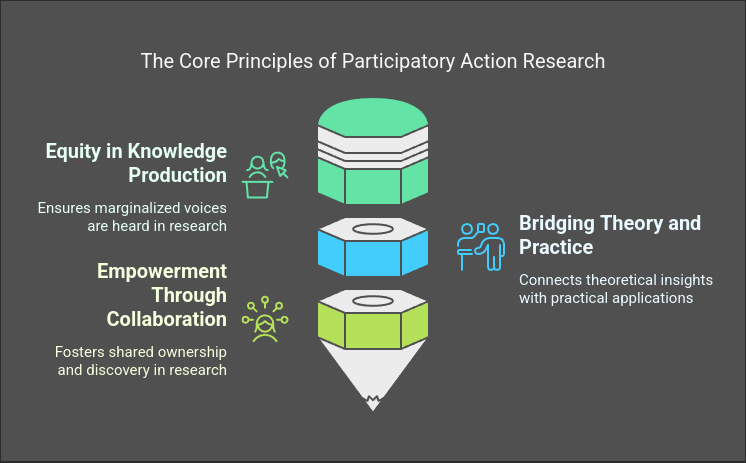 The Core Principles of Participatory Action Research
Equity in Knowledge
Production
Ensures marginalized voices
are heard in research
Bridging Theory and
Practice
Connects theoretical insights
with practical applications
Empowerment
Through
Collaboration
Fosters shared ownership
and discovery in research